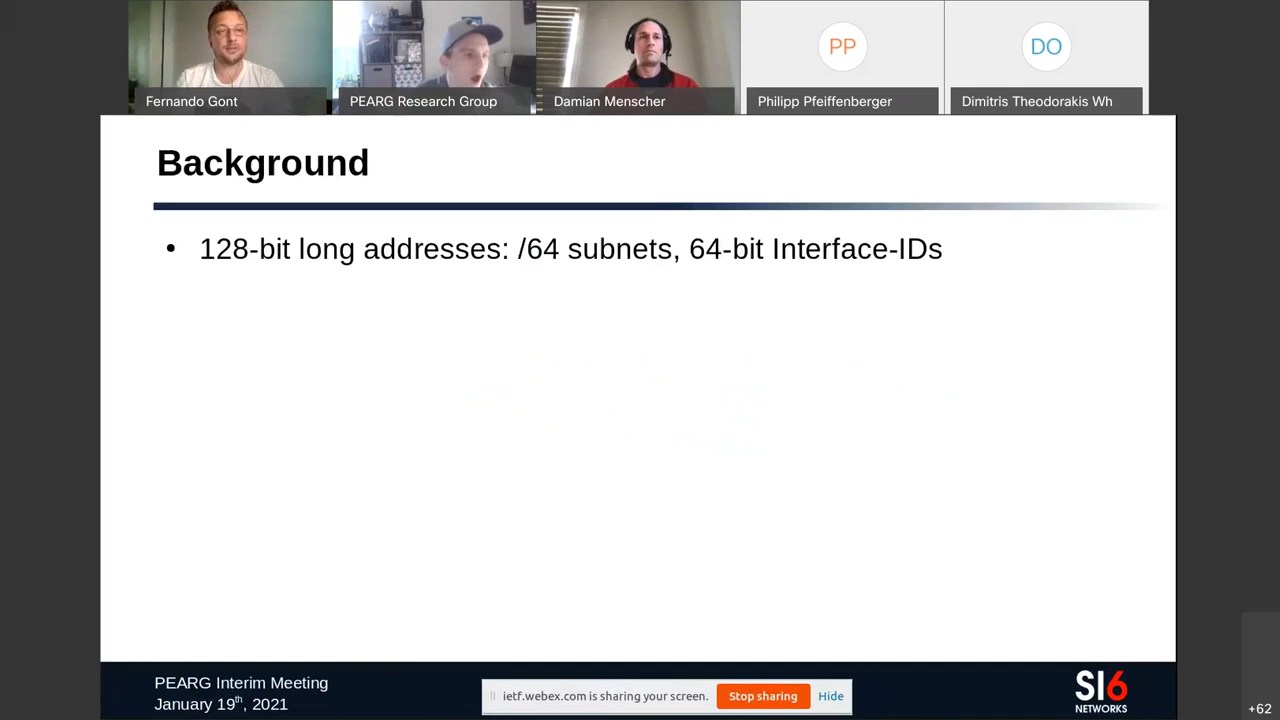 Fernando Gont
PEARG Research Group
Damian Menscher
PP
Philipp Pfeiffenberger
DO
Dimitris Theodorakis Wh
Background
• 128-bit long addresses: /64 subnets, 64-bit Interface-IDs
PEARG Interim Meeting
January 19th, 2021
ietf.webex.com is sharing your screen.
Stop sharing
Hide
SI6
NETWORKS
+62